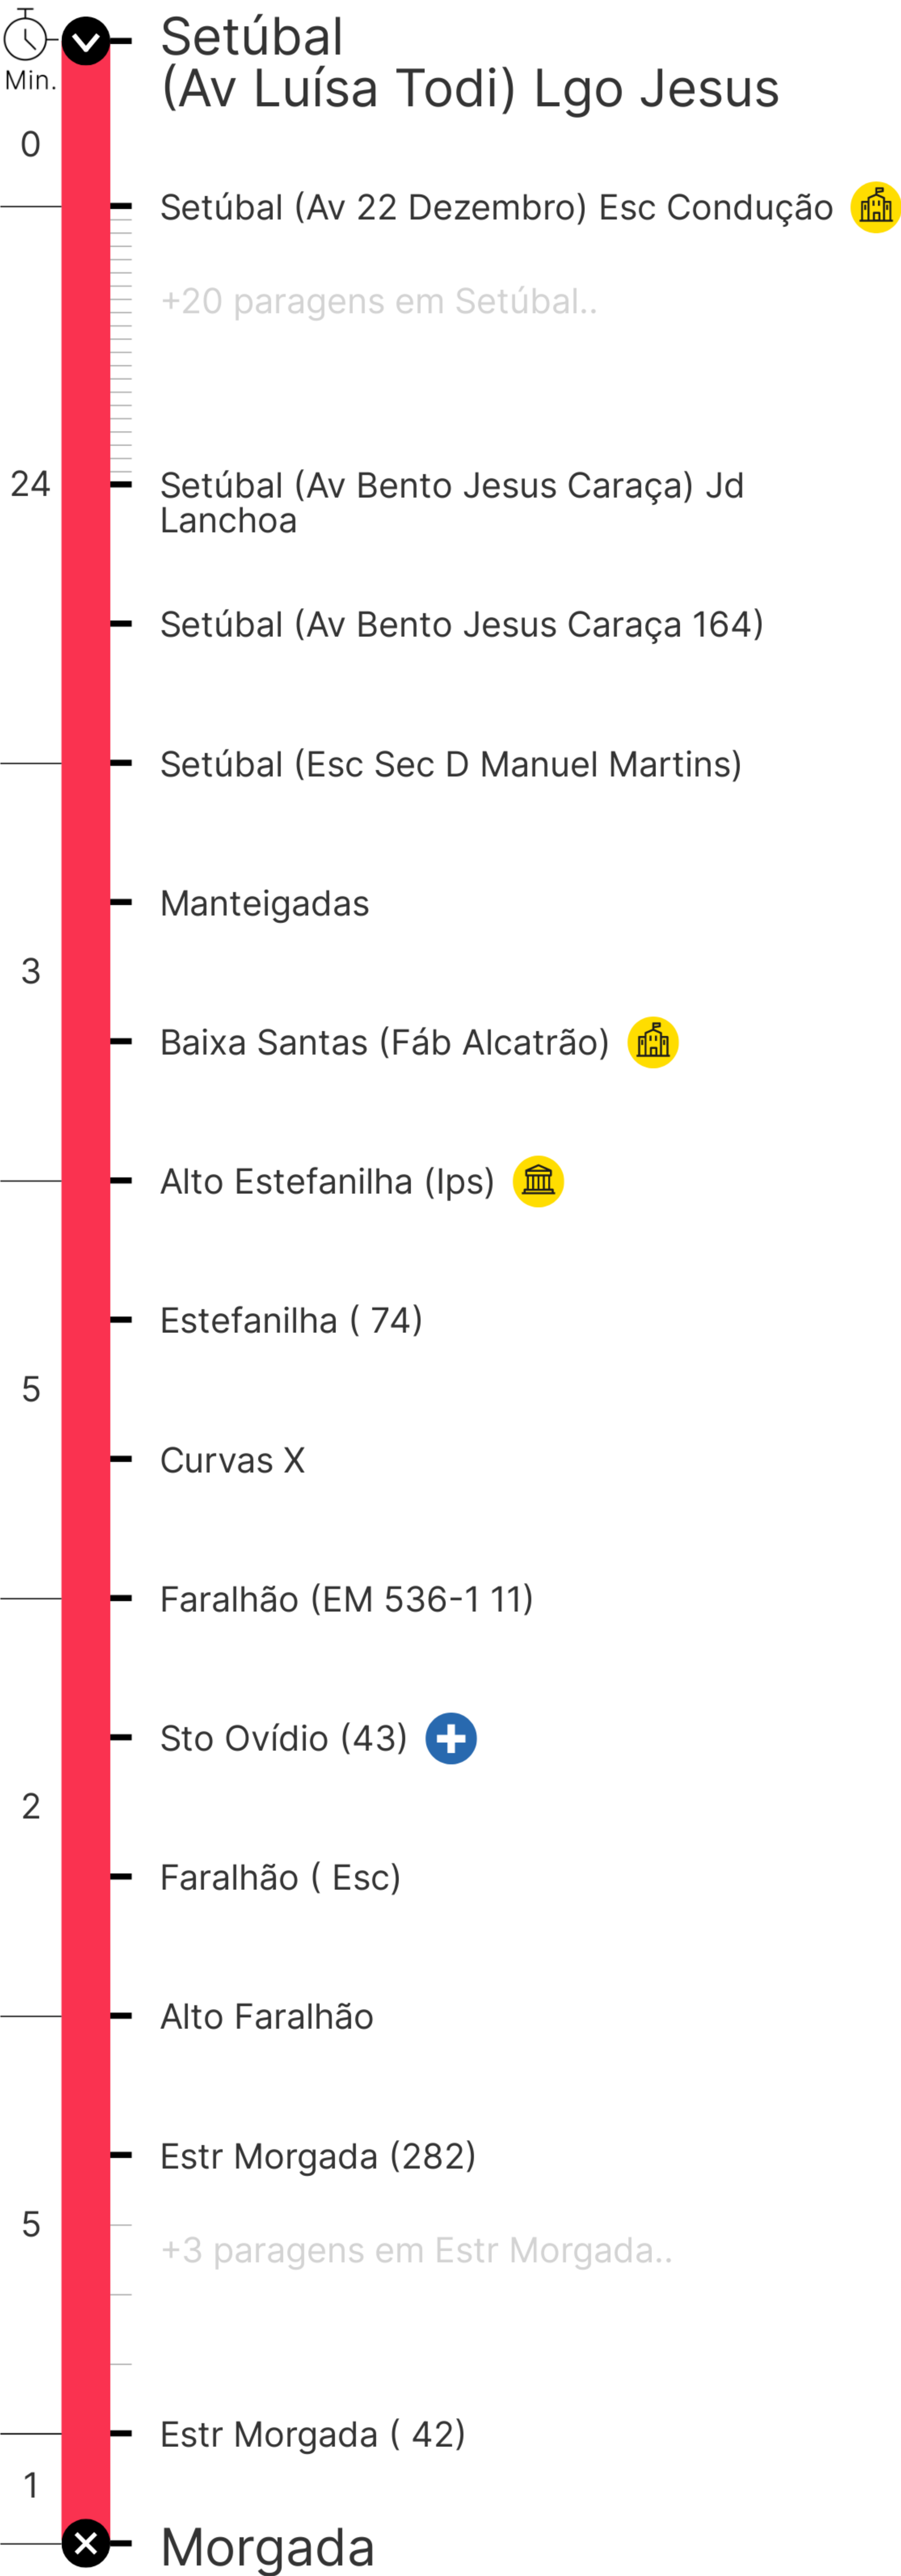 Setúbal
(Av Luísa Todi) Lgo Jesus
Min.
0
Setúbal (Av 22 Dezembro) Esc Condução
+20 paragens em Setúbal..
24
Setúbal (Av Bento Jesus Caraça) Jd
Lanchoa
Setúbal (Av Bento Jesus Caraça 164)
Setúbal (Esc Sec D Manuel Martins)
Manteigadas
3
Baixa Santas (Fáb Alcatrão)
Alto Estefanilha (Ips)
Estefanilha ( 74)
5
Curvas X
Faralhão (EM 536-1 11)
Sto Ovídio (43)
2
Faralhão ( Esc)
Alto Faralhão
Estr Morgada (282)
5
+3 paragens em Estr Morgada..
Estr Morgada ( 42)
1
Morgada